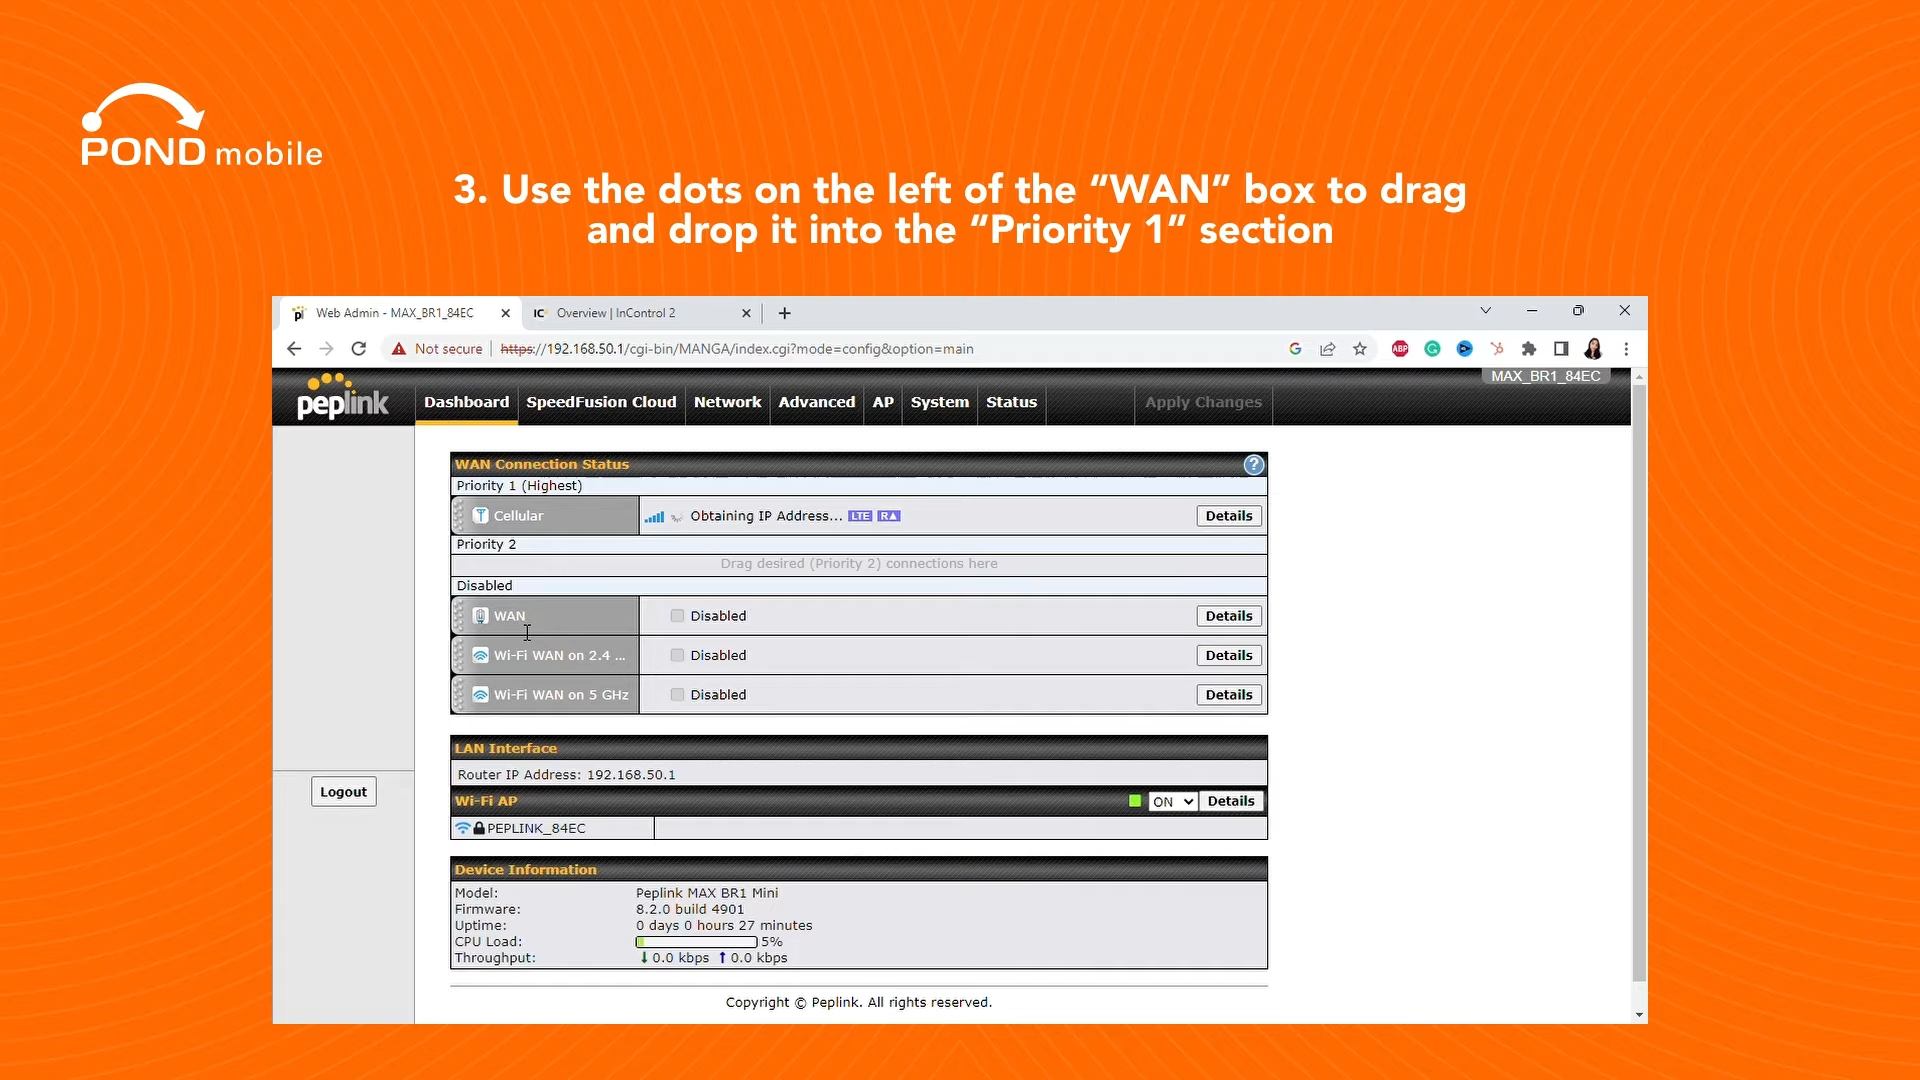 POND mobile
3. Use the dots on the left of the “WAN” box to drag
and drop it into the “Priority 1” section
Web Admin - MAX_BR1_84EC
IC Overview | InControl 2
Not secure | https://192.168.50.1/cgi-bin/MANGA/index.cgi?mode=config&option=main
ABP
MAX_BR1_84EC
peplink
Dashboard SpeedFusion Cloud Network Advanced AP System Status Apply Changes
WAN Connection Status ?
Priority 1 (Highest)
Cellular Obtaining IP Address... LTE RA Details
Priority 2
Drag desired (Priority 2) connections here
Disabled
WAN Disabled Details
Wi-Fi WAN on 2.4 ... Disabled Details
Wi-Fi WAN on 5 GHz Disabled Details
LAN Interface
Router IP Address: 192.168.50.1
Logout
Wi-Fi AP ON Details
PEPLINK_84EC
Device Information
Model: Peplink MAX BR1 Mini
Firmware: 8.2.0 build 4901
Uptime: 0 days 0 hours 27 minutes
CPU Load: 5%
Throughput: 0.0 kbps 0.0 kbps
Copyright © Peplink. All rights reserved.